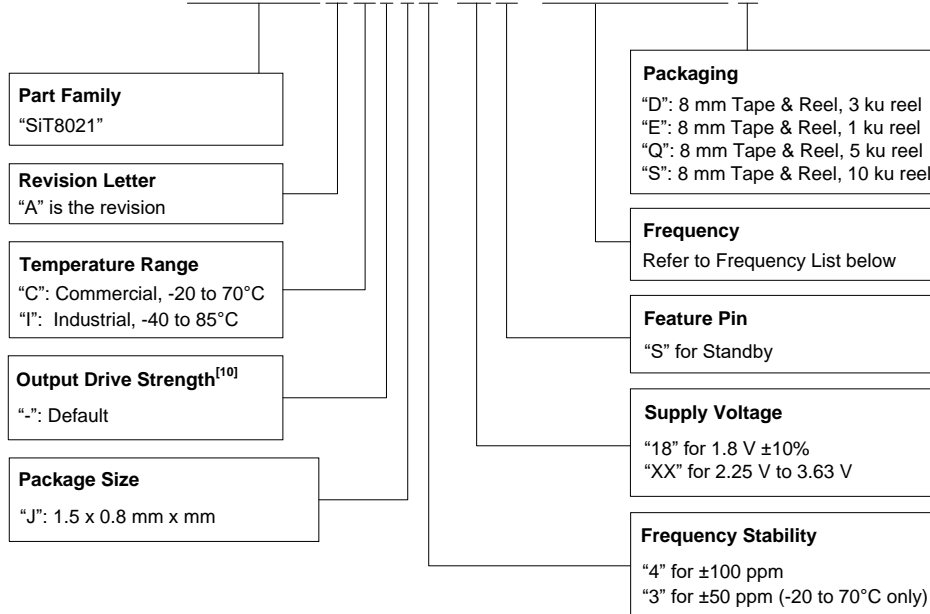 Part Family
“SiT8021”
Revision Letter
“A” is the revision
Temperature Range
“C”: Commercial, -20 to 70°C
“I”: Industrial, -40 to 85°C
Output Drive Strength[10]
“-”: Default
Package Size
“J”: 1.5 x 0.8 mm x mm
Packaging
“D”: 8 mm Tape & Reel, 3 ku reel
“E”: 8 mm Tape & Reel, 1 ku reel
“Q”: 8 mm Tape & Reel, 5 ku reel
“S”: 8 mm Tape & Reel, 10 ku reel
Frequency
Refer to Frequency List below
Feature Pin
“S” for Standby
Supply Voltage
“18” for 1.8 V ±10%
“XX” for 2.25 V to 3.63 V
Frequency Stability
“4” for ±100 ppm
“3” for ±50 ppm (-20 to 70°C only)